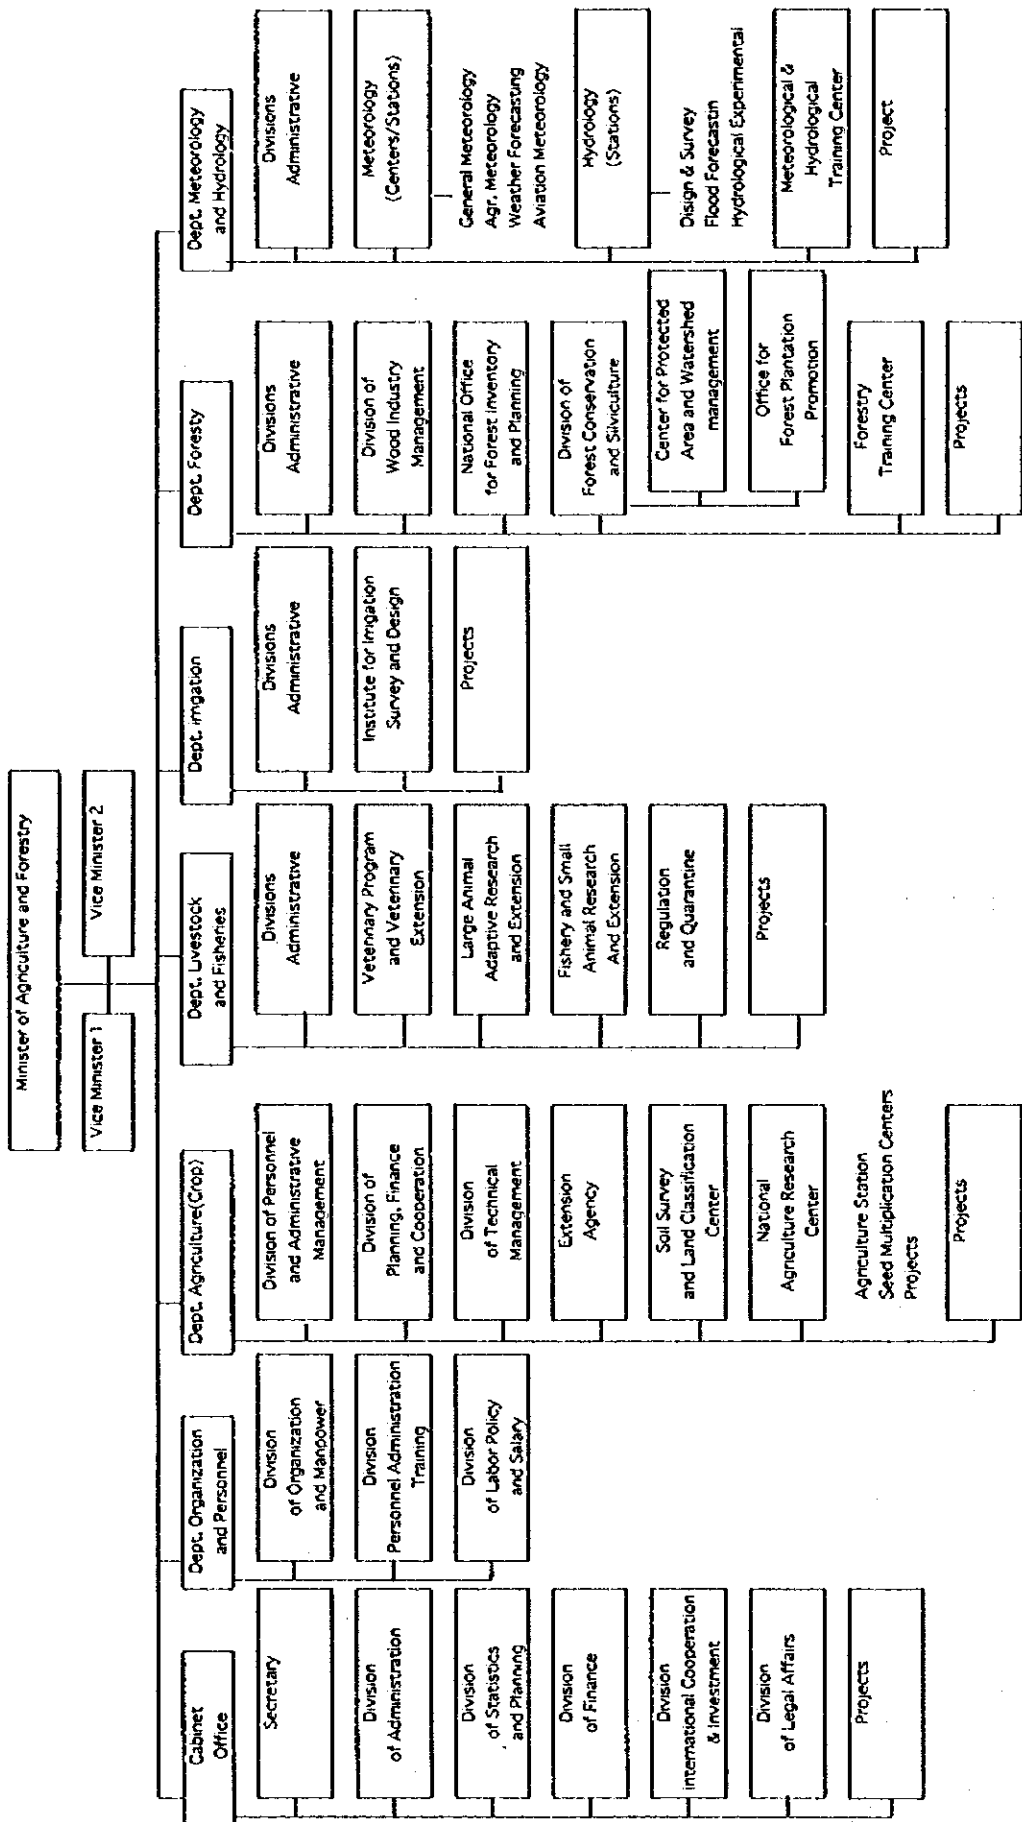 Minister of Agriculture and Forestry
Vice Minister 1
Vice Minister 2
Cabinet
Office
Secretary
Division
of Administration
Division
of Statistics
and Planning
Division
of Finance
Division
international Cooperation
& Investment
Division
of Legal Affairs
Projects
Dept. Organization
and Personnel
Division
of Organization
and Manpower
Division
Personnel Administration
Training
Division
of Labor Policy
and Salary
Dept. Agriculture(Crop)
Division of Personnel
and Administrative
Management
Division of
Planning, Finance
and Cooperation
Division
of Technical
Management
Extension
Agency
Soil Survey
and Land Classification
Center
National
Agriculture Research
Center
Agriculture Station
Seed Multiplication Centers
Projects
Projects
Dept. Livestock
and Fisheries
Divisions
Administrative
Veternnary Program
and Veternnary
Extension
Large Animal
Adaptive Research
and Extension
Fishery and Small
Animal Research
And Extension
Regulation
and Quarantine
Projects
Dept. Irrigation
Divisions
Administrative
Institute for Irrigation
Survey and Design
Projects
Dept. Foresty
Divisions
Administrative
Division of
Wood Industry
Management
National Office
for Forest Inventory
and Planning
Division of
Forest Conservation
and Silviculture
Center for Protected
Area and Watershed
management
Office for
Forest Plantation
Promotion
Forestry
Training Center
Projects
Dept. Meteorology
and Hydrology
Divisions
Administrative
Meteorology
(Centers/Stations)
General Meteorology
Agr. Meteorology
Weather Forecasting
Aviation Meteorology
Hydrology
(Stations)
Disign & Survey
Flood Forecastin
Hydrological Experimental
Meteorological &
Hydrological
Training Center
Project